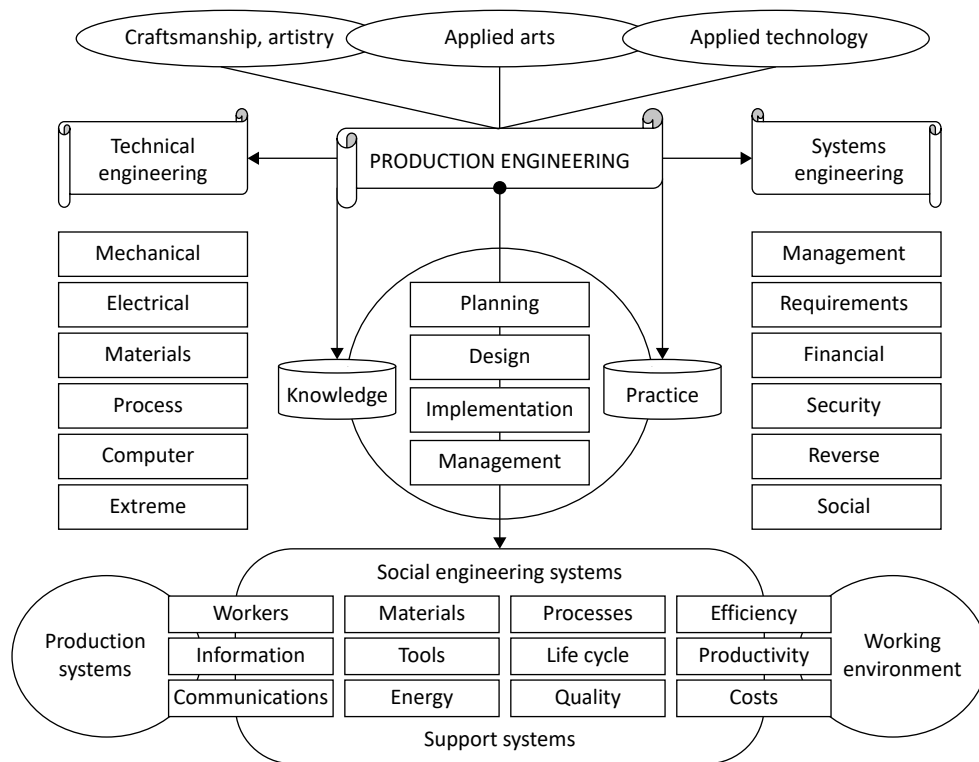 Craftsmanship, artistry
Applied arts
Applied technology
Technical
engineering
PRODUCTION ENGINEERING
Systems
engineering
Mechanical
Electrical
Materials
Process
Computer
Extreme
Planning
Design
Implementation
Management
Knowledge
Practice
Management
Requirements
Financial
Security
Reverse
Social
Social engineering systems
Production
systems
Workers
Materials
Processes
Efficiency
Information
Tools
Life cycle
Productivity
Communications
Energy
Quality
Costs
Working
environment
Support systems